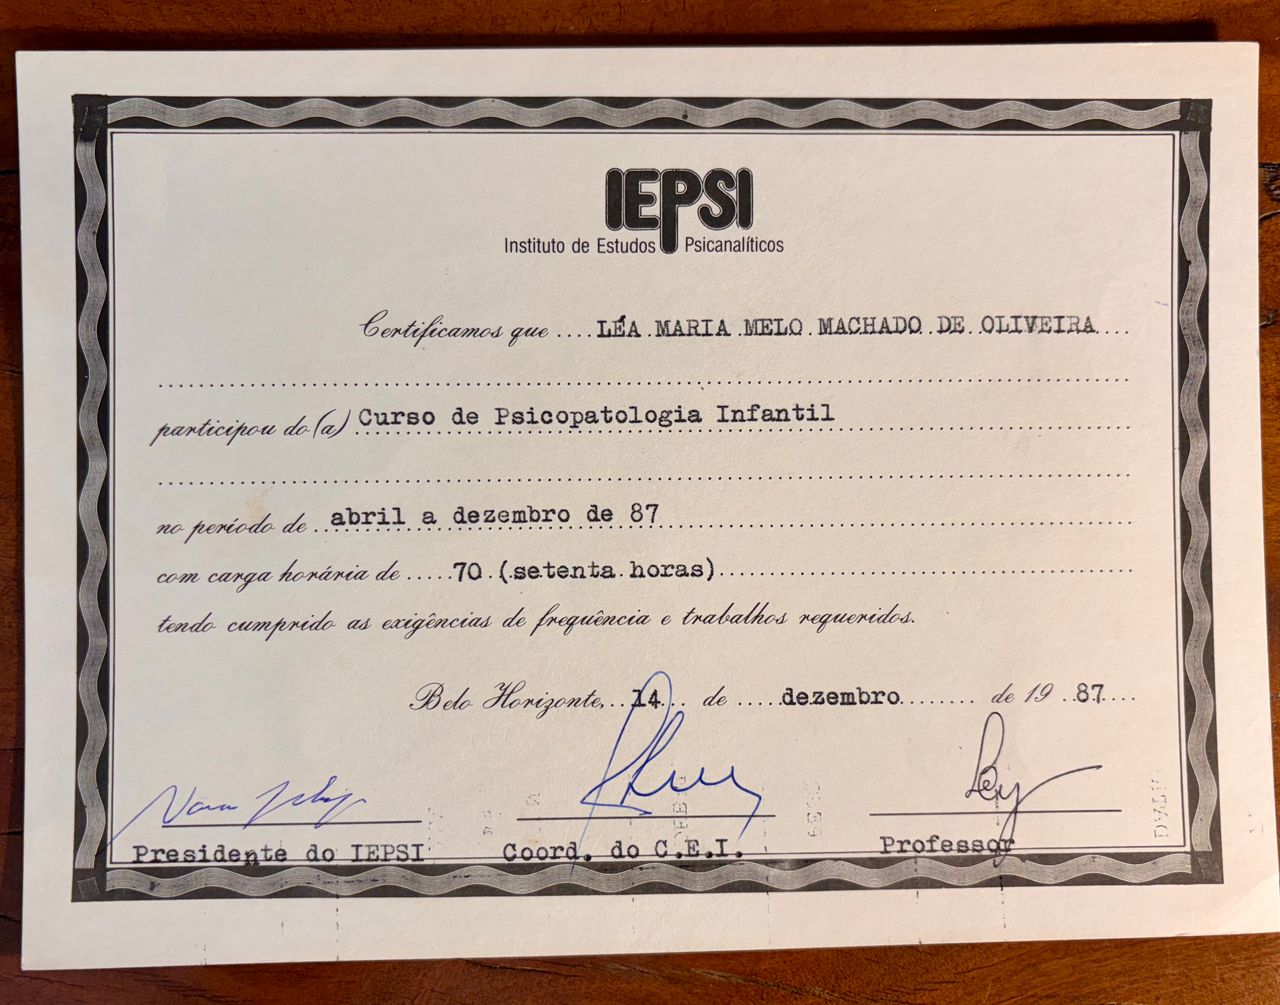 IEPSI
Instituto de Estudos Psicanalíticos
Certificamos que ....LÉA MARIA MELO MACHADO DE OLIVEIRA....
participou do(a) Curso de Psicopatologia Infantil
no período de abril a dezembro de 87
com carga horária de .....70 (setenta horas)
tendo cumprido as exigências de frequência e trabalhos requeridos.
Belo Horizonte, 14 de dezembro de 1987
Presidente do IEPSI Coord. do C.E.I. Professor